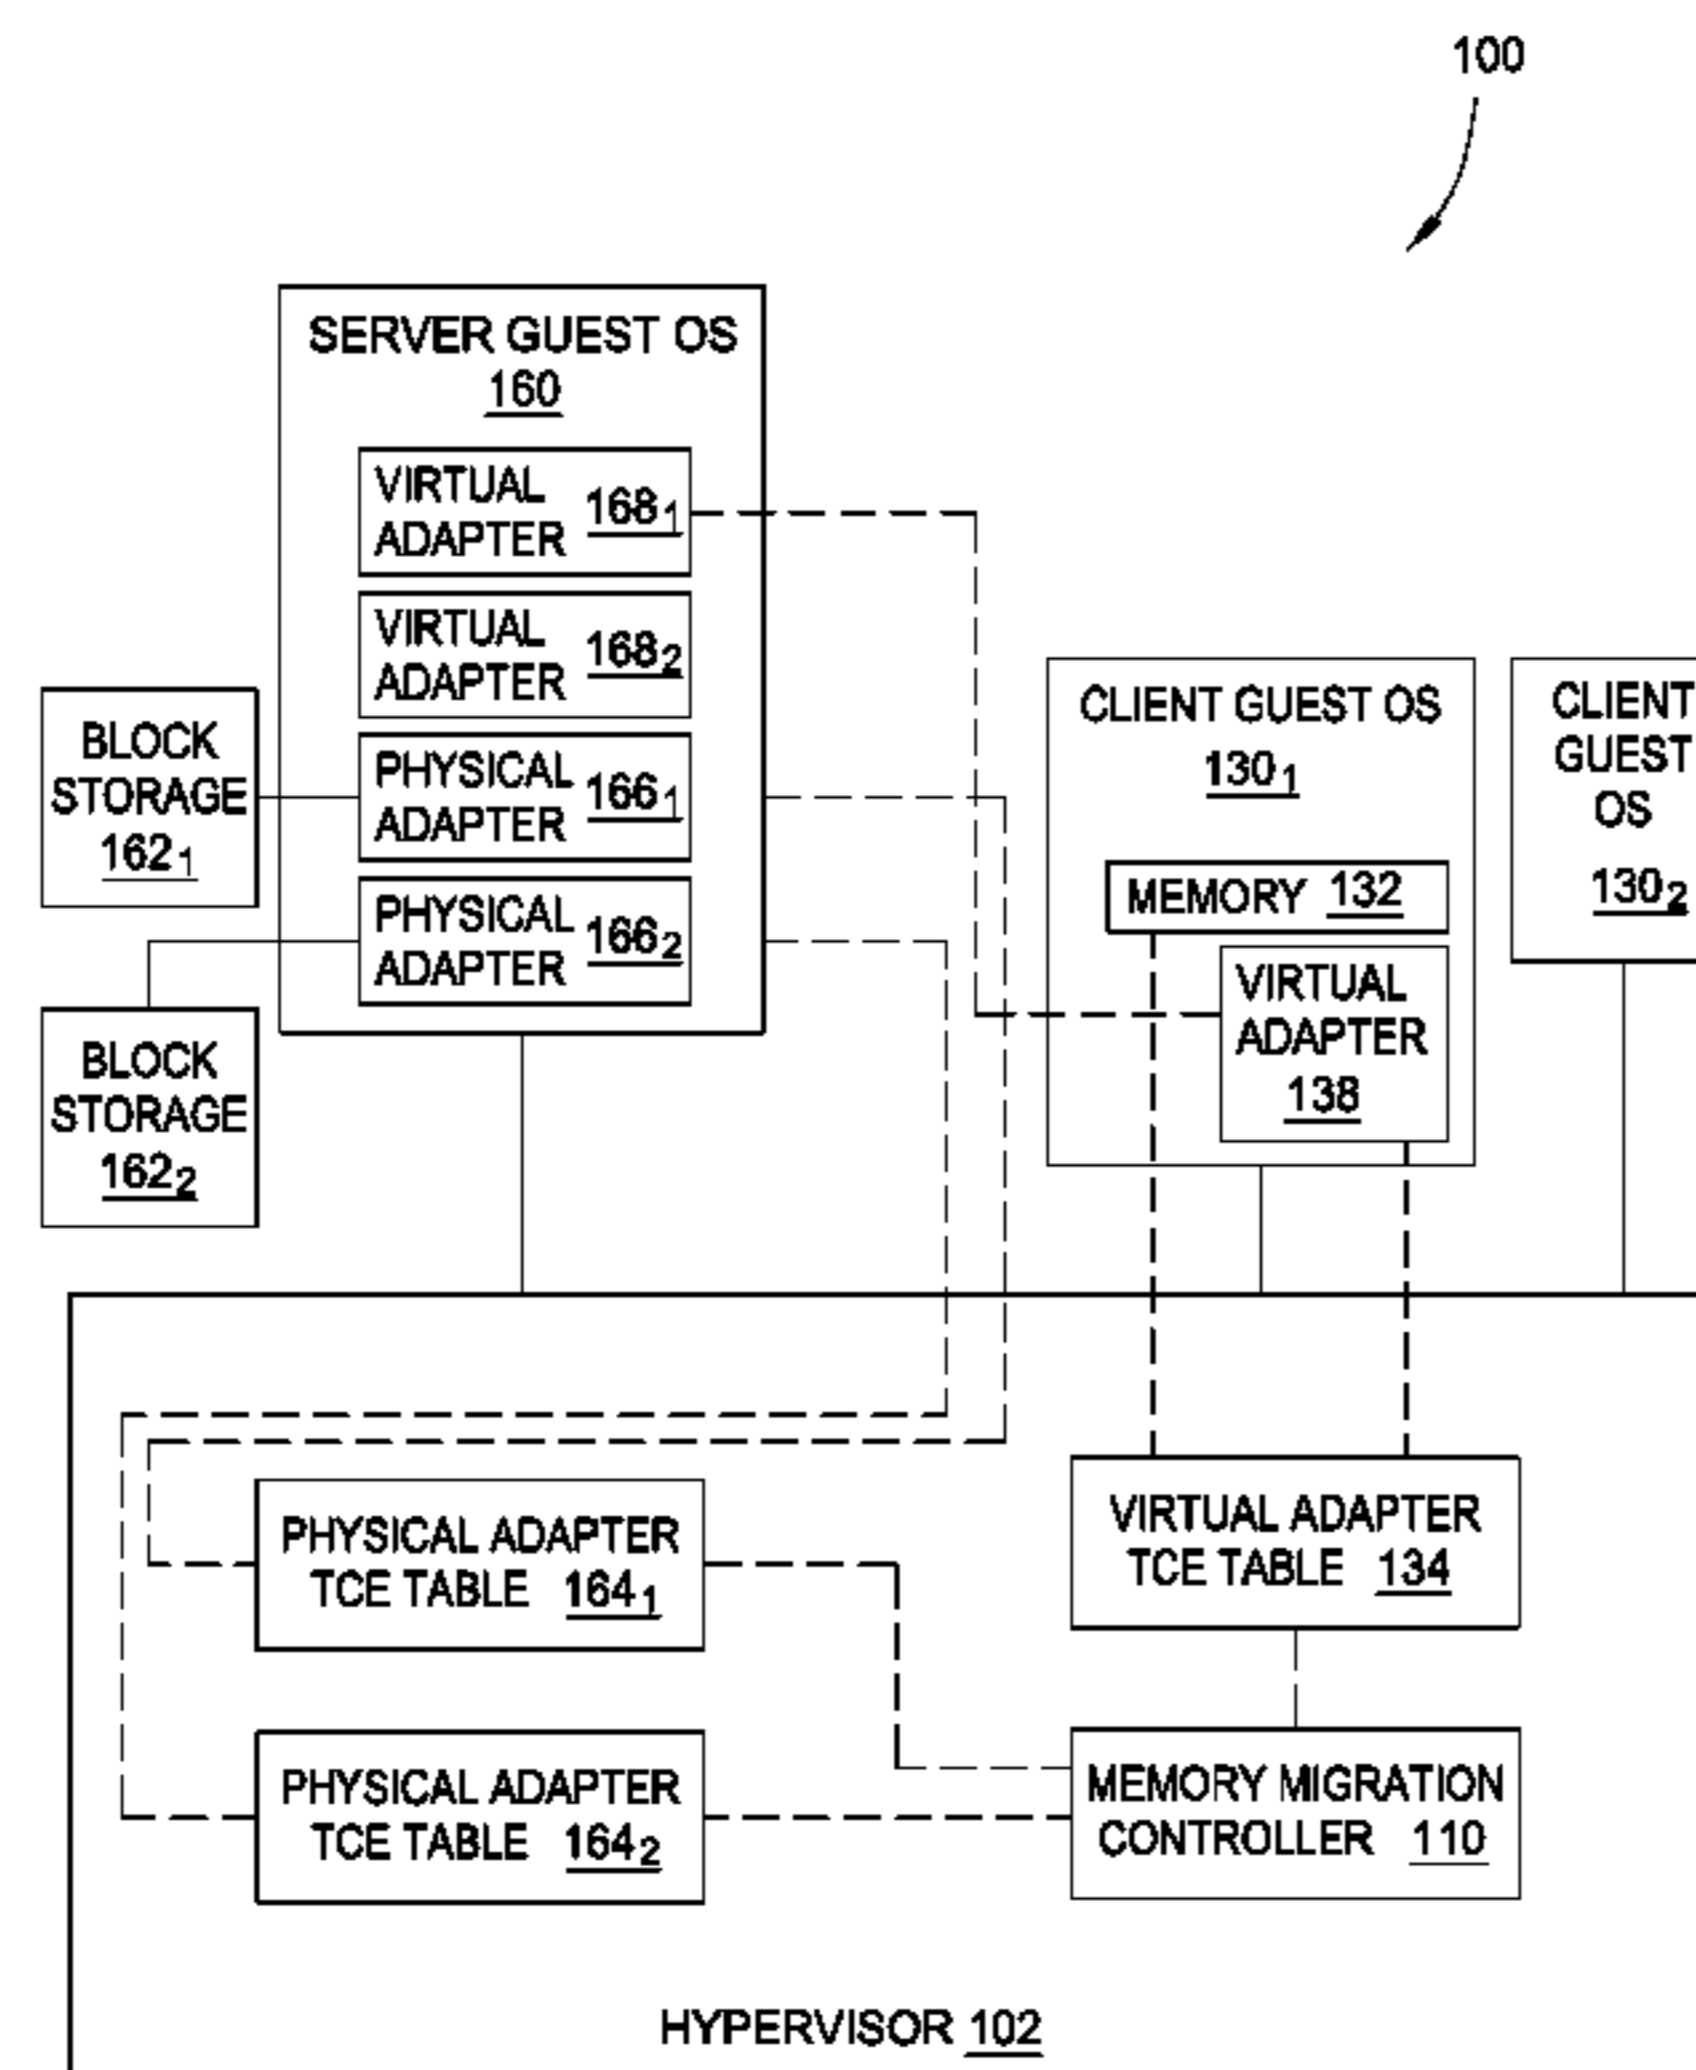 100
SERVER GUEST OS
160
VIRTUAL
ADAPTER 168₁
VIRTUAL
ADAPTER 168₂
PHYSICAL
ADAPTER 166₁
PHYSICAL
ADAPTER 166₂
BLOCK
STORAGE
162₁
BLOCK
STORAGE
162₂
CLIENT GUEST OS
130₁
MEMORY 132
VIRTUAL
ADAPTER
138
CLIENT
GUEST
OS
130₂
PHYSICAL ADAPTER
TCE TABLE 164₁
VIRTUAL ADAPTER
TCE TABLE 134
PHYSICAL ADAPTER
TCE TABLE 164₂
MEMORY MIGRATION
CONTROLLER 110
HYPERVISOR 102